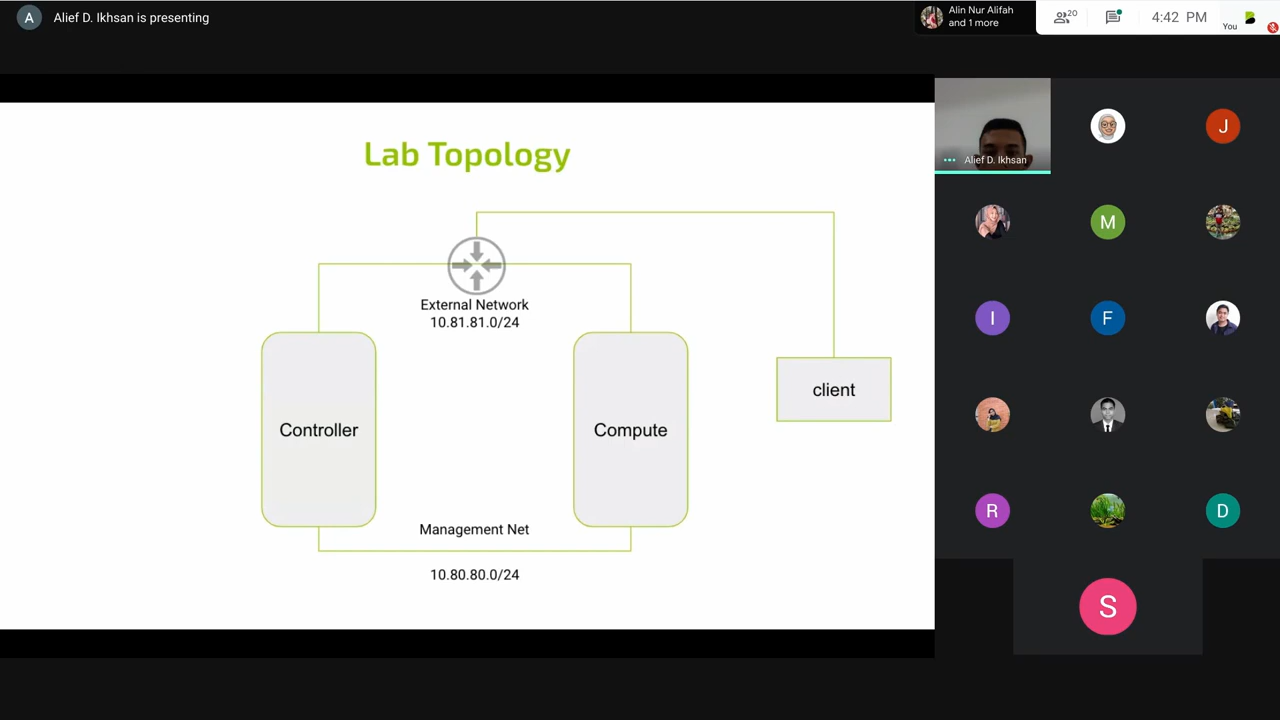 A
Alief D. Ikhsan is presenting
Alin Nur Alifah
and 1 more
20
4:42 PM
You
Lab Topology
External Network
10.81.81.0/24
Controller
Compute
client
Management Net
10.80.80.0/24
Alief D. Ikhsan
J
M
I
F
R
D
S